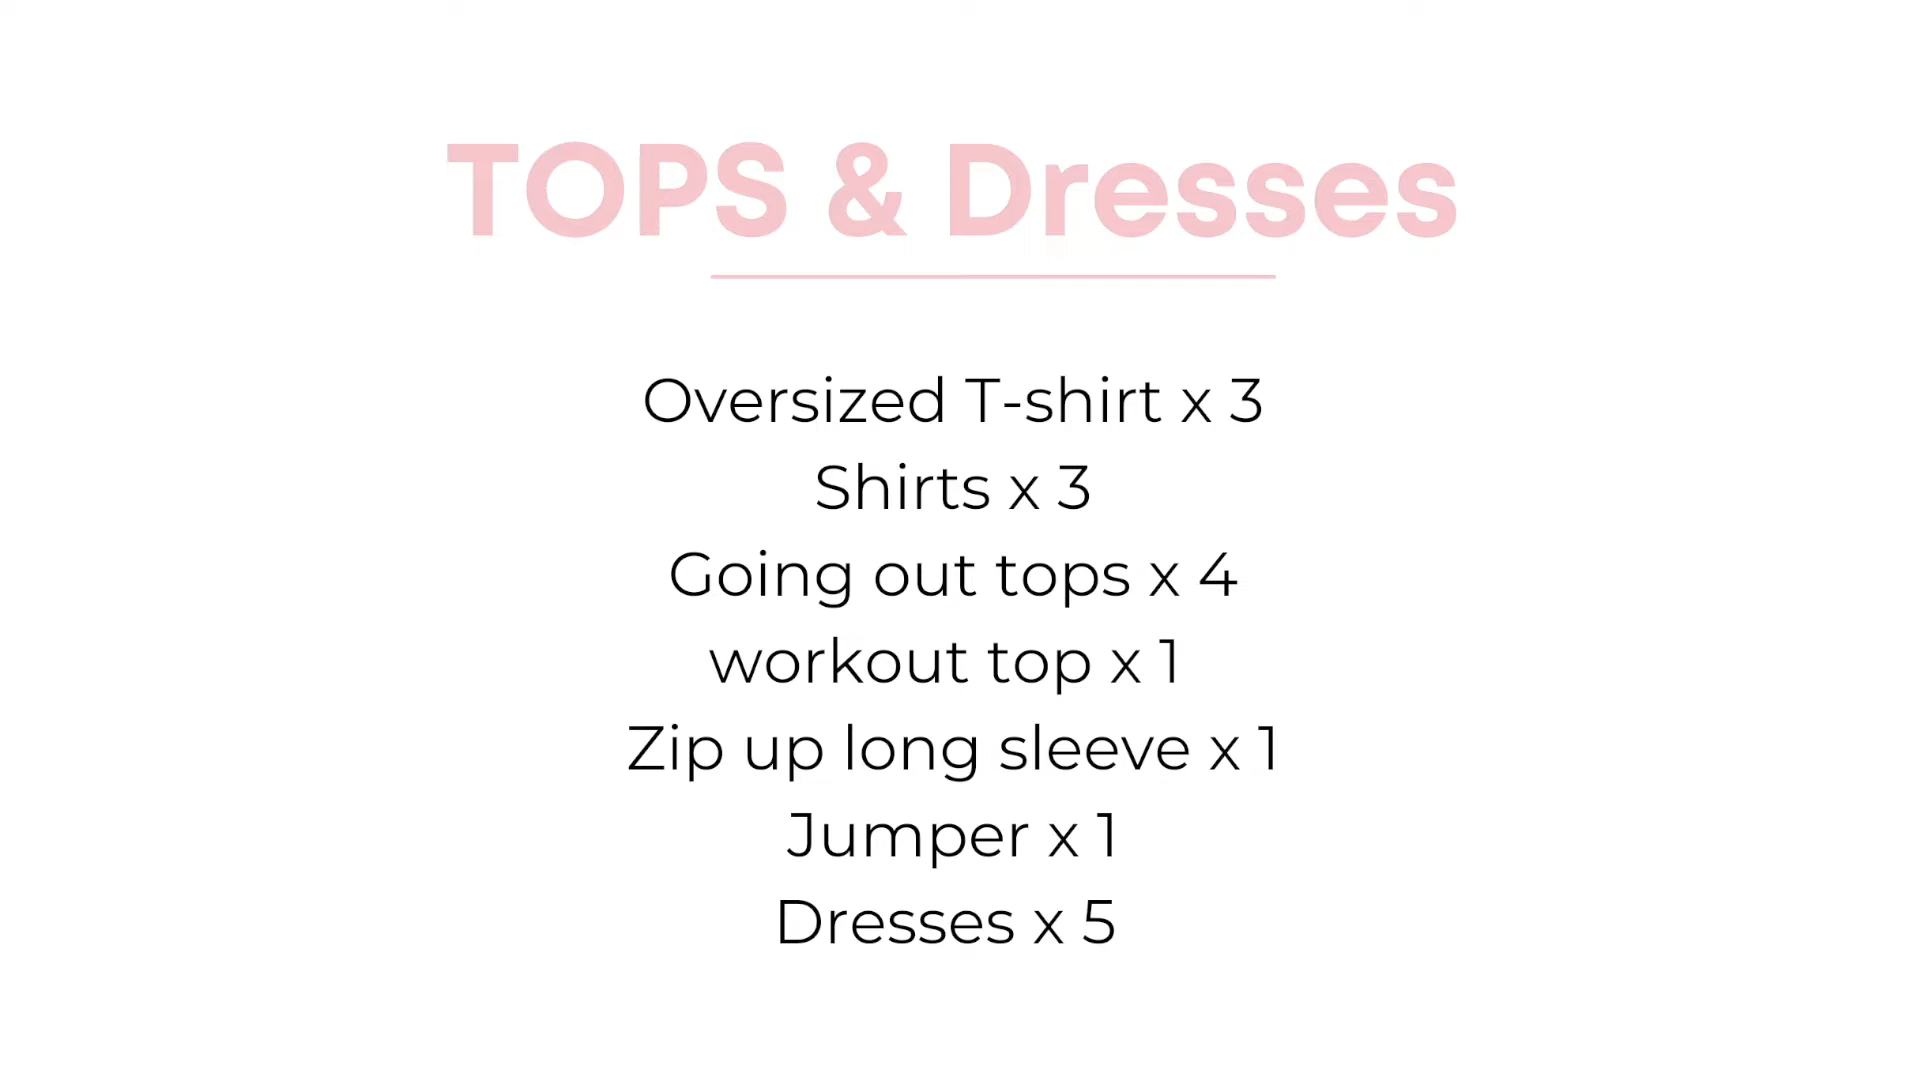 TOPS & Dresses
Oversized T-shirt x 3
Shirts x 3
Going out tops x 4
workout top x 1
Zip up long sleeve x 1
Jumper x 1
Dresses x 5